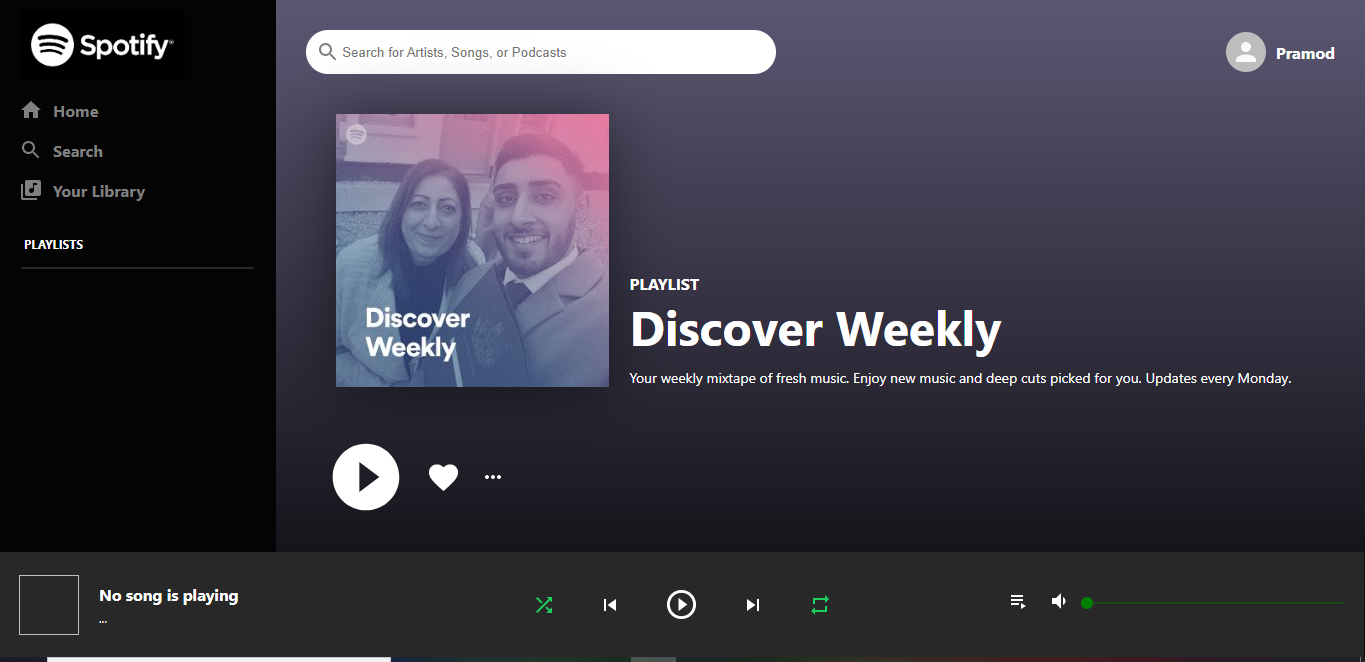 Spotify®
Home
Search
Your Library
PLAYLISTS
Search for Artists, Songs, or Podcasts
Pramod
Discover
Weekly
PLAYLIST
Discover Weekly
Your weekly mixtape of fresh music. Enjoy new music and deep cuts picked for you. Updates every Monday.
No song is playing
...